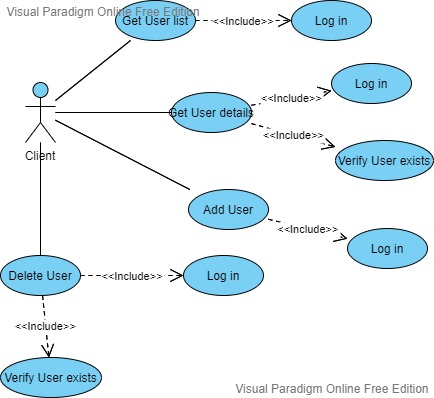 Visual Paradigm Online Free Edition
Get User list
<<Include>>
Log in
Log in
<<Include>>
Get User details
<<Include>>
Client
Verify User exists
Add User
<<Include>>
Log in
Delete User
<<Include>>
Log in
<<Include>>
Verify User exists
Visual Paradigm Online Free Edition